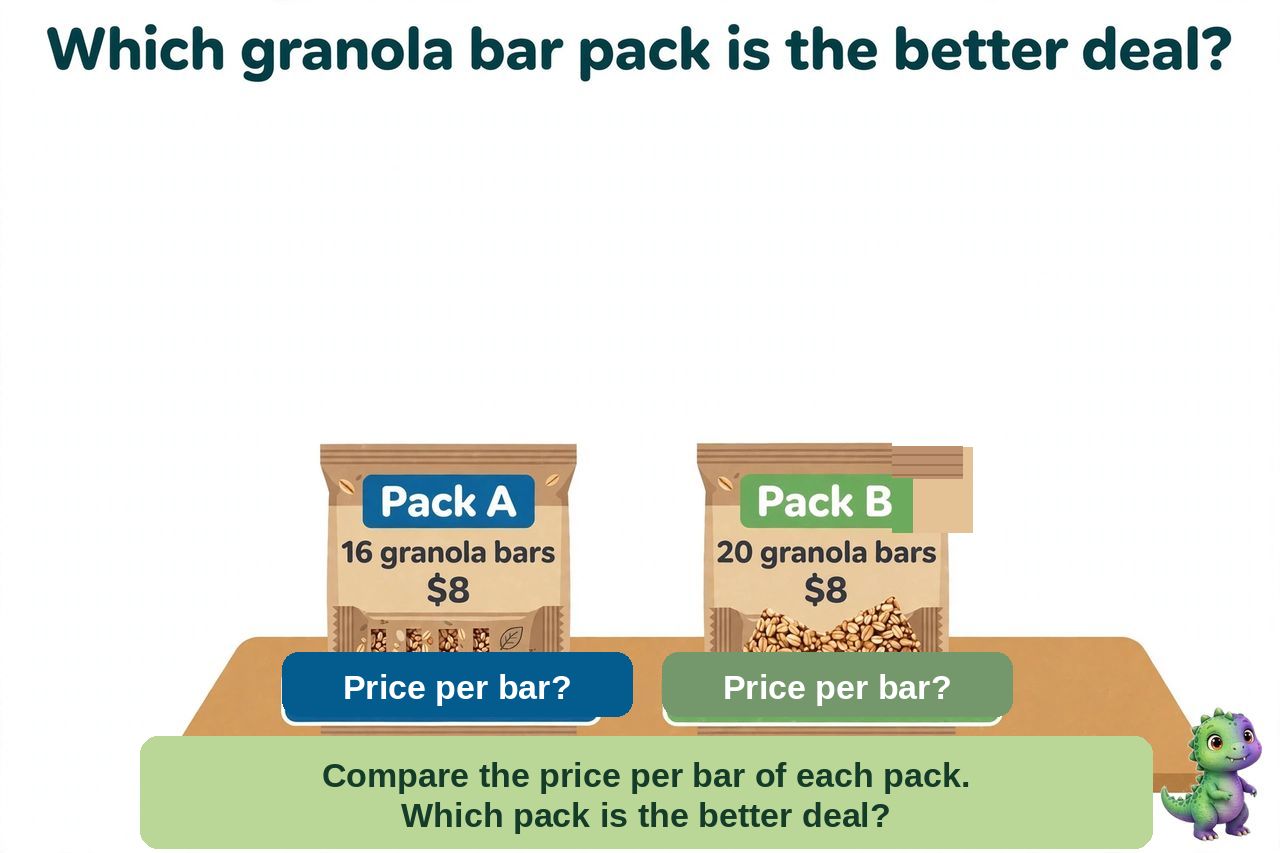 Which granola bar pack is the better deal?
Pack A
16 granola bars
$8
Pack B
20 granola bars
$8
Price per bar?
Price per bar?
Compare the price per bar of each pack.
Which pack is the better deal?